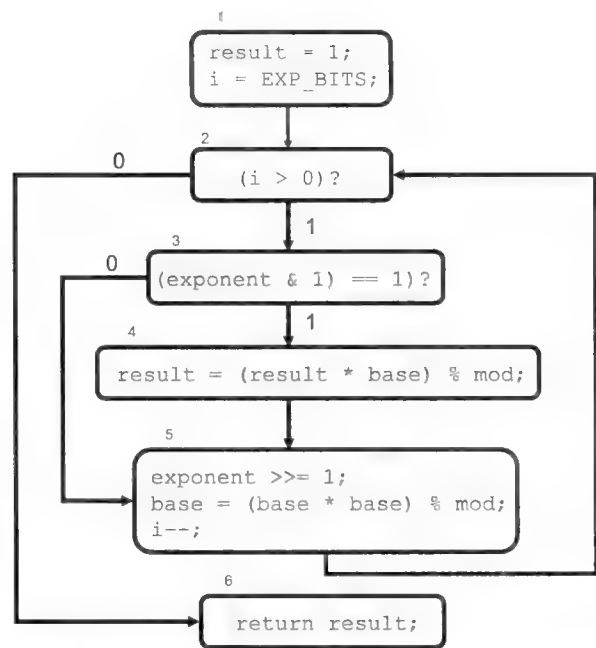 1
result = 1;
i = EXP_BITS;
2
0
(i > 0)?
1
3
0
(exponent & 1) == 1)?
1
4
result = (result * base) % mod;
5
exponent >>= 1;
base = (base * base) % mod;
i--;
6
return result;